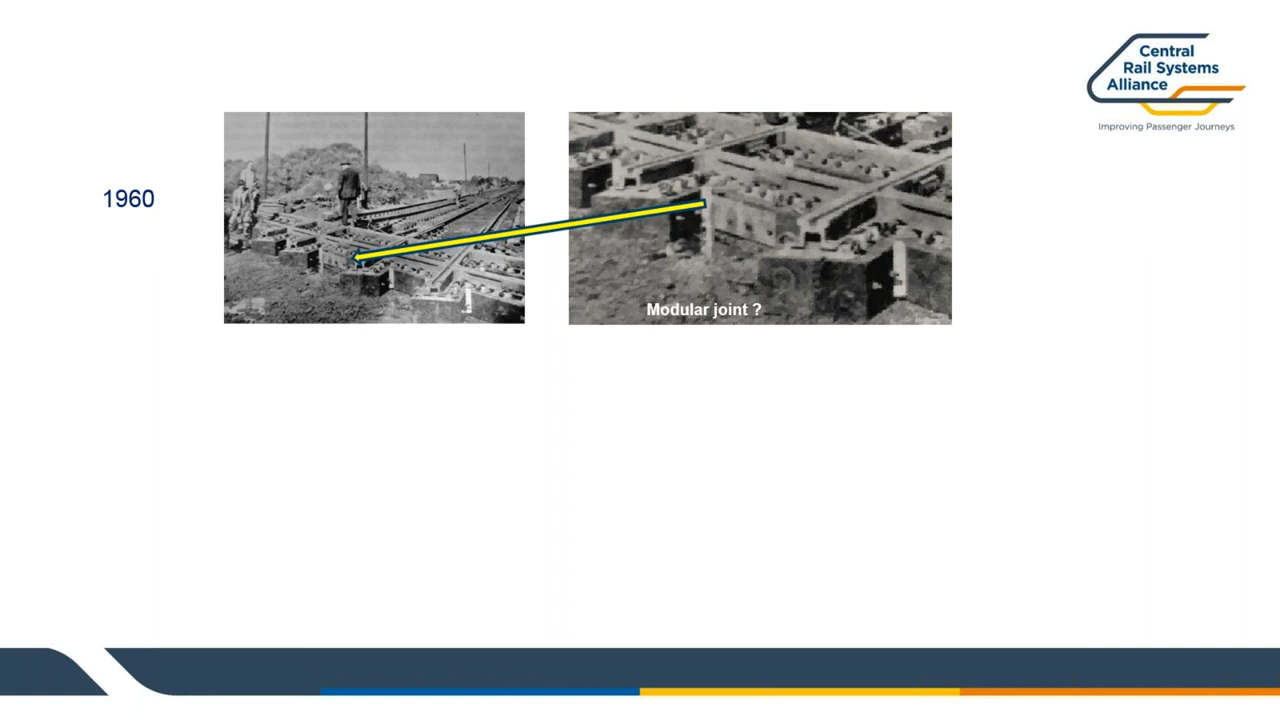 Central
Rail Systems
Alliance
Improving Passenger Journeys
1960
Modular joint ?